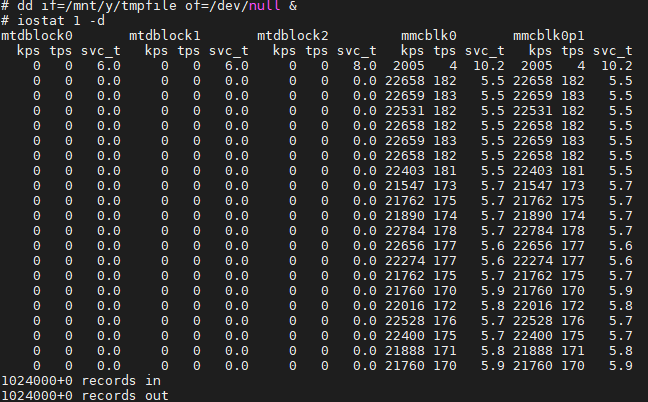 # dd if=/mnt/y/tmpfile of=/dev/null &
# iostat 1 -d
mtdblock0 mtdblock1 mtdblock2 mmcblk0 mmcblk0p1
kps tps svc_t kps tps svc_t kps tps svc_t kps tps svc_t kps tps svc_t
0 0 6.0 0 0 6.0 0 0 8.0 2005 4 10.2 2005 4 10.2
0 0 0.0 0 0 0.0 0 0 0.0 22658 182 5.5 22658 182 5.5
0 0 0.0 0 0 0.0 0 0 0.0 22659 183 5.5 22659 183 5.5
0 0 0.0 0 0 0.0 0 0 0.0 22531 182 5.5 22531 182 5.5
0 0 0.0 0 0 0.0 0 0 0.0 22658 182 5.5 22658 182 5.5
0 0 0.0 0 0 0.0 0 0 0.0 22659 183 5.5 22659 183 5.5
0 0 0.0 0 0 0.0 0 0 0.0 22658 182 5.5 22658 182 5.5
0 0 0.0 0 0 0.0 0 0 0.0 22403 181 5.5 22403 181 5.5
0 0 0.0 0 0 0.0 0 0 0.0 21547 173 5.7 21547 173 5.7
0 0 0.0 0 0 0.0 0 0 0.0 21762 175 5.7 21762 175 5.7
0 0 0.0 0 0 0.0 0 0 0.0 21890 174 5.7 21890 174 5.7
0 0 0.0 0 0 0.0 0 0 0.0 22784 178 5.7 22784 178 5.7
0 0 0.0 0 0 0.0 0 0 0.0 22656 177 5.6 22656 177 5.6
0 0 0.0 0 0 0.0 0 0 0.0 22274 177 5.6 22274 177 5.6
0 0 0.0 0 0 0.0 0 0 0.0 21762 175 5.7 21762 175 5.7
0 0 0.0 0 0 0.0 0 0 0.0 21760 170 5.9 21760 170 5.9
0 0 0.0 0 0 0.0 0 0 0.0 22016 172 5.8 22016 172 5.8
0 0 0.0 0 0 0.0 0 0 0.0 22528 176 5.7 22528 176 5.7
0 0 0.0 0 0 0.0 0 0 0.0 22400 175 5.7 22400 175 5.7
0 0 0.0 0 0 0.0 0 0 0.0 21888 171 5.8 21888 171 5.8
0 0 0.0 0 0 0.0 0 0 0.0 21760 170 5.9 21760 170 5.9
1024000+0 records in
1024000+0 records out